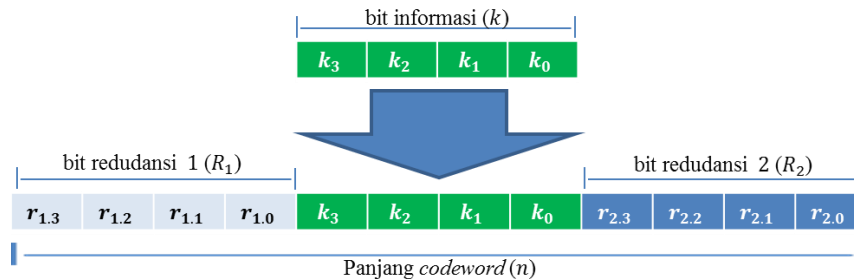 bit informasi (k)
k₃ k₂ k₁ k₀
bit redudansi 1 (R₁)
bit redudansi 2 (R₂)
r₁.₃ r₁.₂ r₁.₁ r₁.₀ k₃ k₂ k₁ k₀ r₂.₃ r₂.₂ r₂.₁ r₂.₀
Panjang codeword (n)